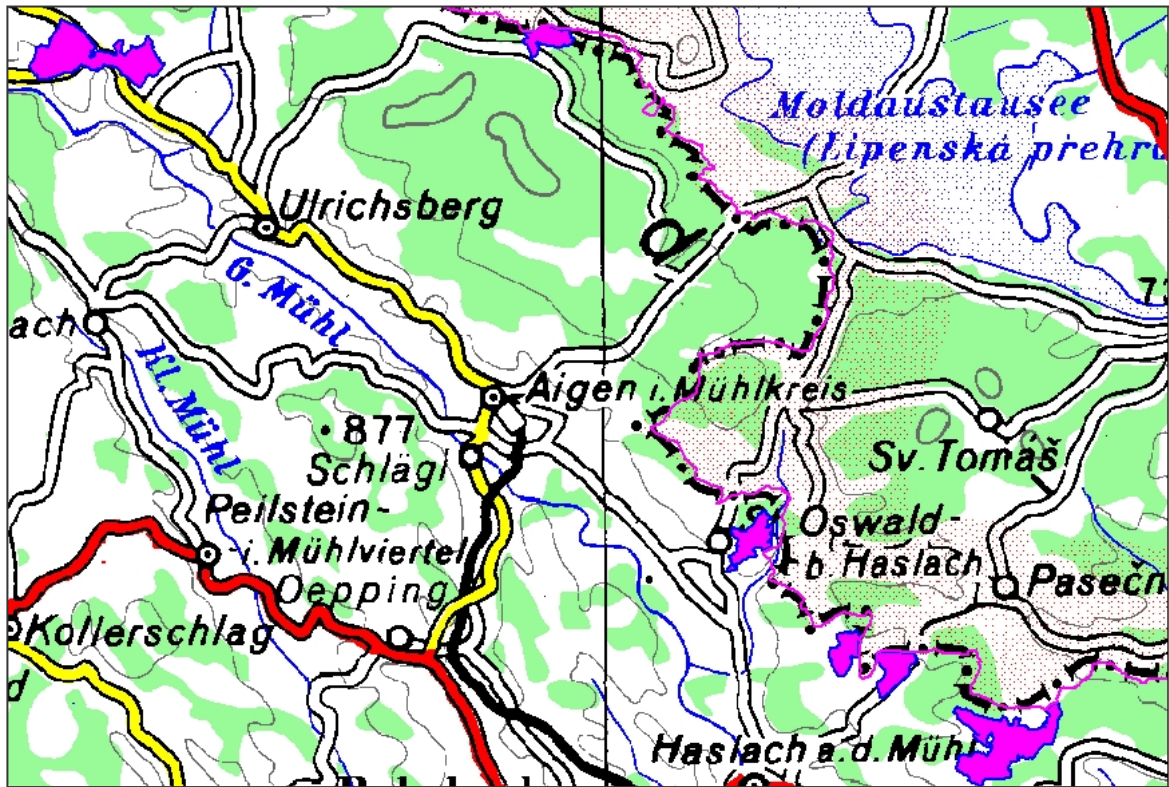 Moldaustausee
(Lipenská přehra
Ulrichsberg
G. Mühl
d
I
ach
Kl. Mühl
Aigen i. Mühlkreis
877
Schlägl
Sv. Tomáš
Peilstein-
i. Mühlviertel
Oswald-
b. Haslach
Oepping
Pasečn
Kollerschlag
d
Haslach a.d. Mühl